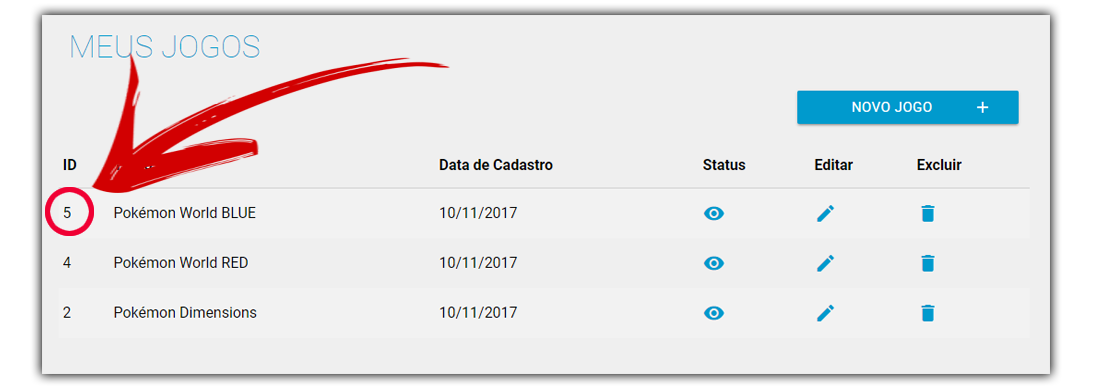 MEUS JOGOS
NOVO JOGO +
ID Data de Cadastro Status Editar Excluir
5 Pokémon World BLUE 10/11/2017
4 Pokémon World RED 10/11/2017
2 Pokémon Dimensions 10/11/2017